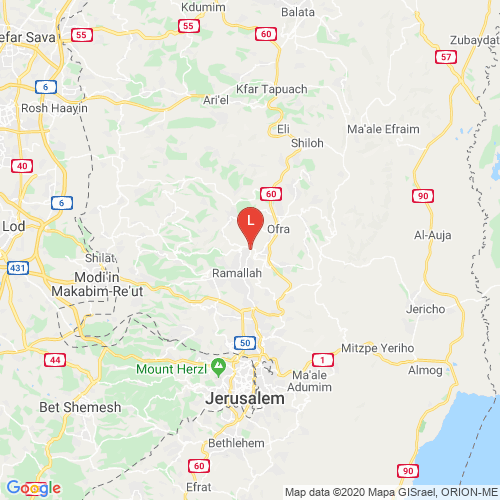 Kdumim
55
Balata
efar Sava
55
60
Zubaydat
57
6
Kfar Tapuach
Rosh Haayin
Ari'el
Eli
Ma'ale Efraim
Shiloh
40
60
90
6
L
Lod
Ofra
Al-Auja
Shilat
431
Ramallah
Modi'in
Makabim-Re'ut
Jericho
50
44
1
Mitzpe Yeriho
Mount Herzl
Almog
Ma'ale
Adumim
Jerusalem
Bet Shemesh
Bethlehem
60
90
Efrat
Google
Map data ©2020 Mapa GISrael, ORION-ME